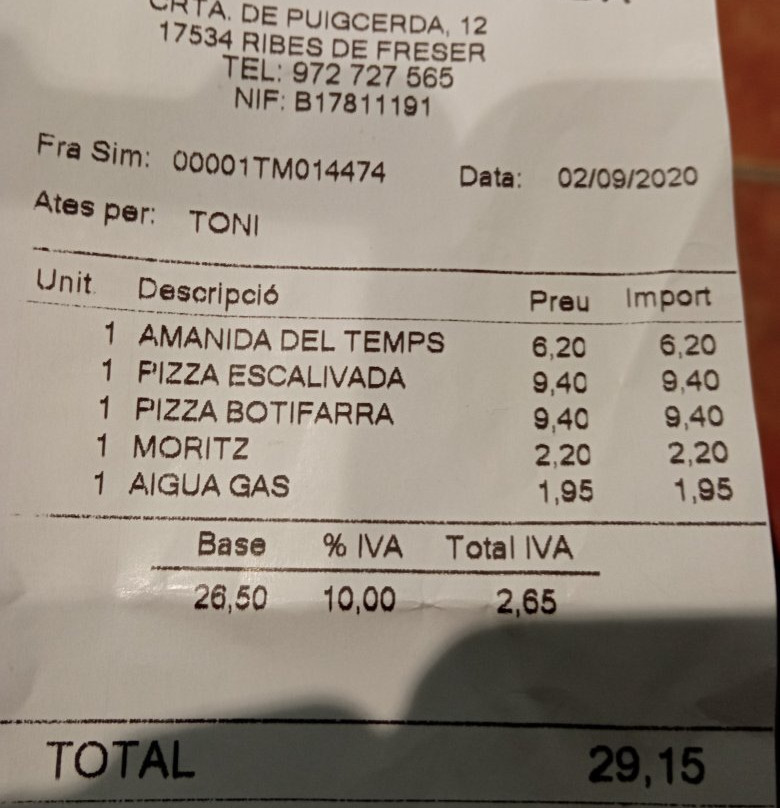 CRTA. DE PUIGCERDA, 12
17534 RIBES DE FRESER
TEL: 972 727 565
NIF: B17811191
Fra Sim: 00001TM014474 Data: 02/09/2020
Ates per: TONI
Unit. Descripció Preu Import
1 AMANIDA DEL TEMPS 6,20 6,20
1 PIZZA ESCALIVADA 9,40 9,40
1 PIZZA BOTIFARRA 9,40 9,40
1 MORITZ 2,20 2,20
1 AIGUA GAS 1,95 1,95
Base % IVA Total IVA
26,50 10,00 2,65
TOTAL 29,15